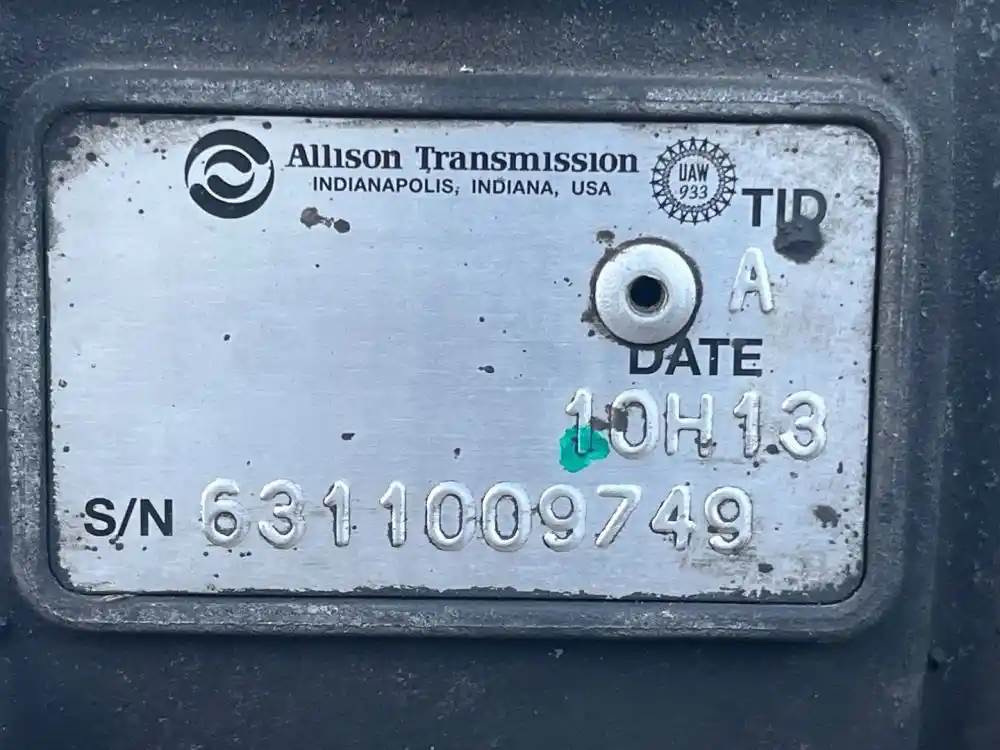 Allison Transmission
INDIANAPOLIS, INDIANA, USA
UAW
933
TID
A
DATE
10H13
S/N 6311009749